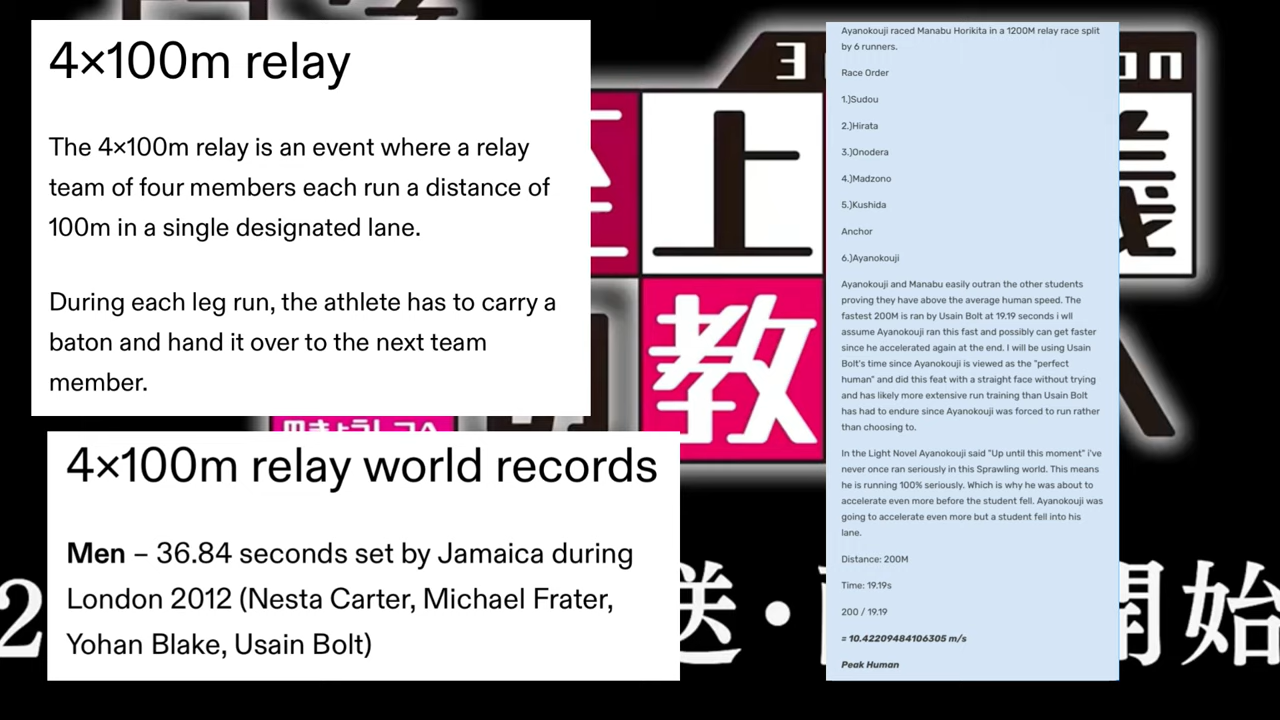 4×100m relay
The 4×100m relay is an event where a relay
team of four members each run a distance of
100m in a single designated lane.
During each leg run, the athlete has to carry a
baton and hand it over to the next team
member.
4×100m relay world records
Men – 36.84 seconds set by Jamaica during
London 2012 (Nesta Carter, Michael Frater,
Yohan Blake, Usain Bolt)
Ayanokouji raced Manabu Horikita in a 1200M relay race split
by 6 runners.
Race Order
1.)Sudou
2.)Hirata
3.)Onodera
4.)Madzono
5.)Kushida
Anchor
6.)Ayanokouji
Ayanokouji and Manabu easily outran the other students
proving they have above the average human speed. The
fastest 200M is ran by Usain Bolt at 19.19 seconds i wll
assume Ayanokouji ran this fast and possibly can get faster
since he accelerated again at the end. I will be using Usain
Bolt's time since Ayanokouji is viewed as the "perfect
human" and did this feat with a straight face without trying
and has likely more extensive run training than Usain Bolt
has had to endure since Ayanokouji was forced to run rather
than choosing to.
In the Light Novel Ayanokouji said "Up until this moment" i've
never once ran seriously in this Sprawling world. This means
he is running 100% seriously. Which is why he was about to
accelerate even more before the student fell. Ayanokouji was
going to accelerate even more but a student fell into his
lane.
Distance: 200M
Time: 19.19s
200 / 19.19
= 10.42209484106305 m/s
Peak Human
3
on
上
教
のきょうしつへ
2
送・
開始